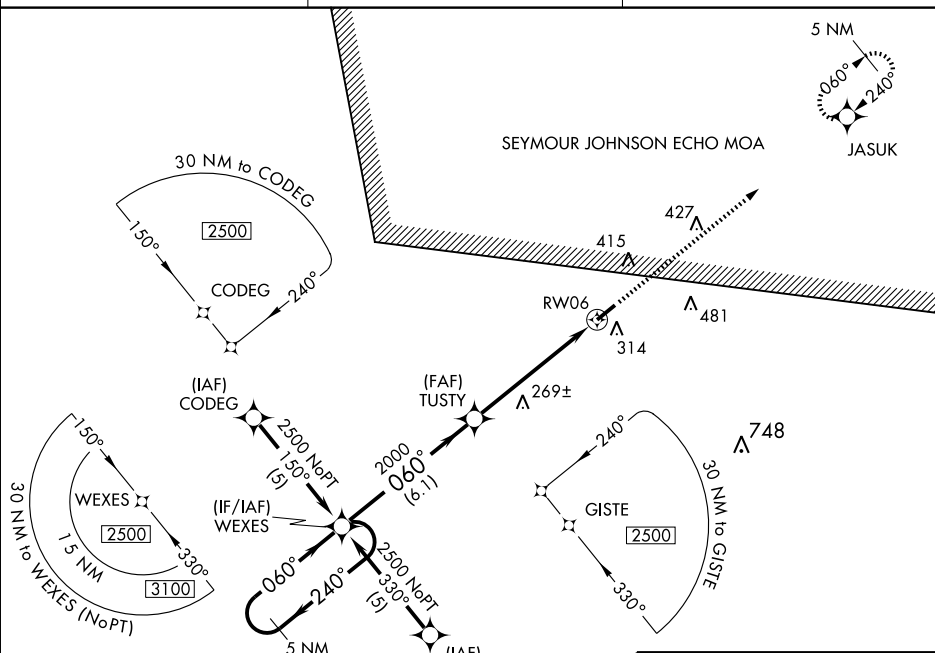 5 NM
060°
240°
JASUK
SEYMOUR JOHNSON ECHO MOA
30 NM to CODEG
2500
150°
240°
CODEG
427
415
481
RW06
314
(IAF)
CODEG
2500 NoPT
150°
(5)
(FAF)
TUSTY
269±
2000
060°
(6.1)
748
150°
WEXES
2500
15 NM
330°
3100
30 NM to WEXES (NoPT)
(IF/IAF)
WEXES
060°
240°
5 NM
2500 NoPT
330°
(5)
(IAF)
240°
GISTE
2500
330°
30 NM to GISTE